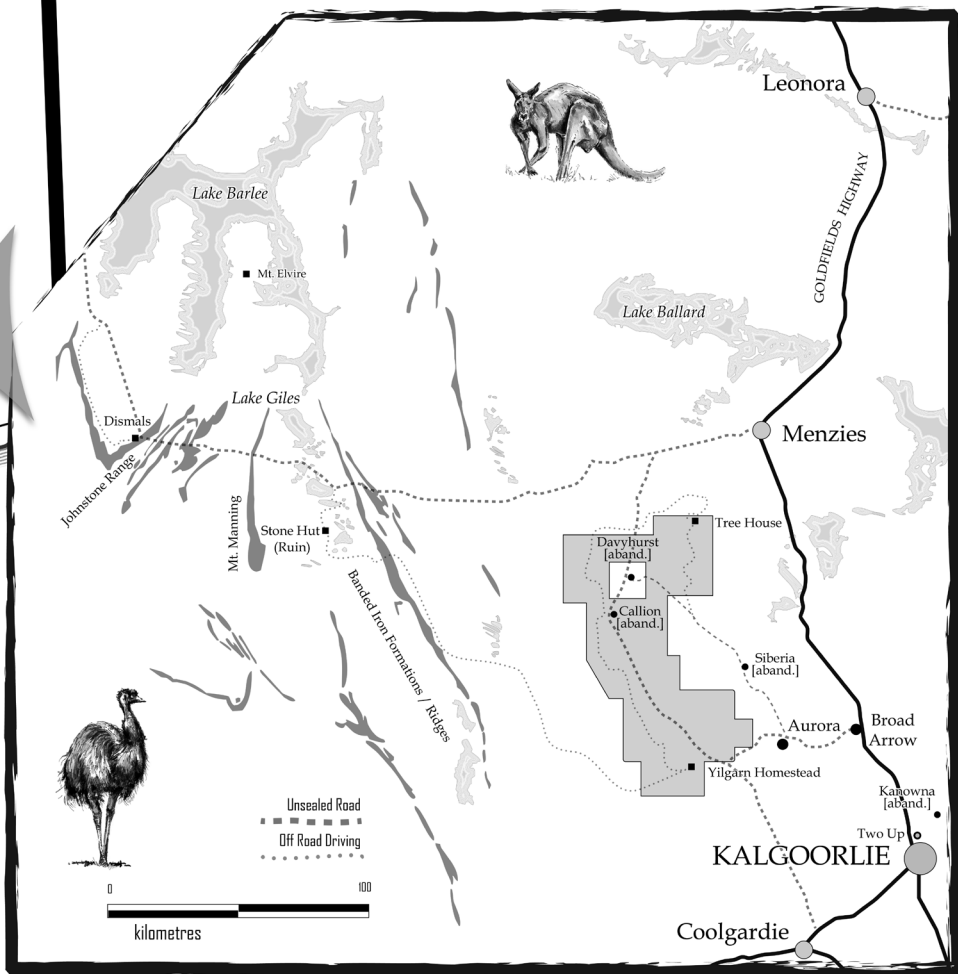 Leonora
Lake Barlee
GOLDFIELDS HIGHWAY
Mt. Elvire
Lake Ballard
Lake Giles
Dismals
Menzies
Johnstone Range
Mt. Manning
Stone Hut
(Ruin)
Tree House
Davyhurst
[aband.]
Banded Iron Formations / Ridges
Callion
[aband.]
Siberia
[aband.]
Aurora
Broad
Arrow
Yilgarn Homestead
Kanowna
[aband.]
Unsealed Road
Two Up
Off Road Driving
KALGOORLIE
0
100
kilometres
Coolgardie